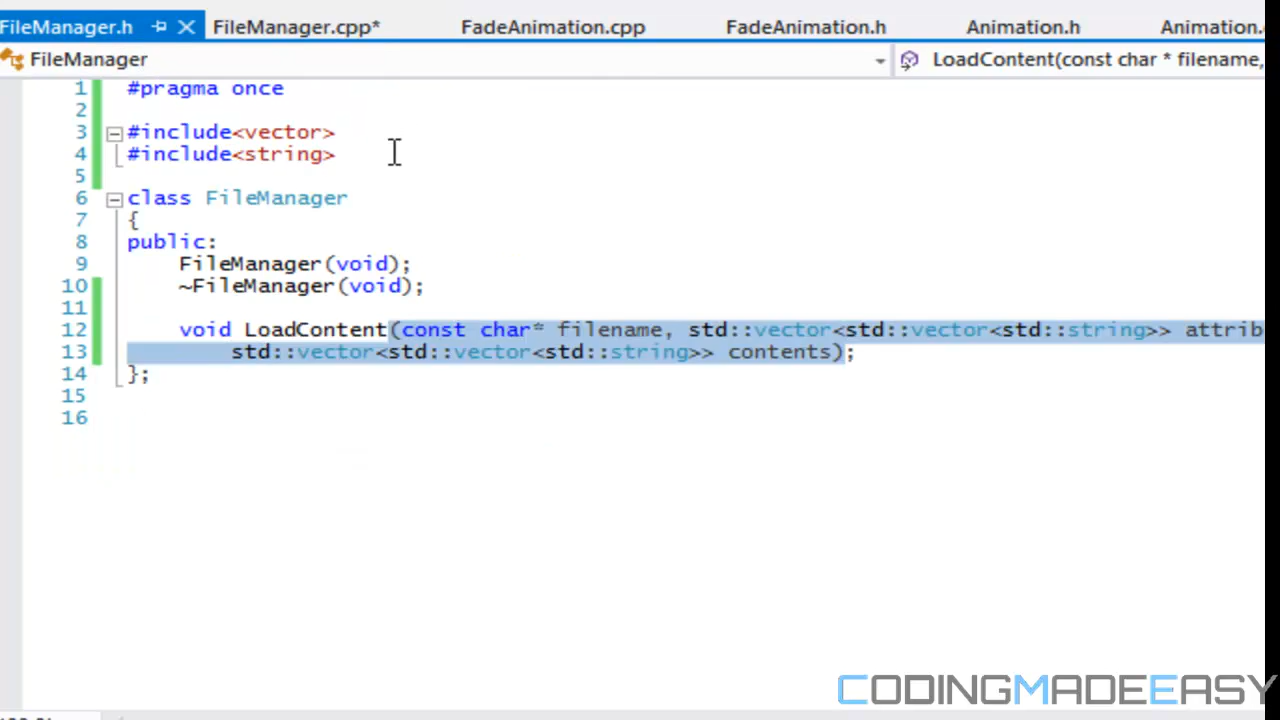 FileManager.h FileManager.cpp* FadeAnimation.cpp FadeAnimation.h Animation.h Animation.
FileManager LoadContent(const char * filename,
1 #pragma once
2
3 #include<vector>
4 #include<string>
5
6 class FileManager
7 {
8 public:
9 FileManager(void);
10 ~FileManager(void);
11
12 void LoadContent(const char* filename, std::vector<std::vector<std::string>> attrib
13 std::vector<std::vector<std::string>> contents);
14 };
15
16
CODINGMADEEASY